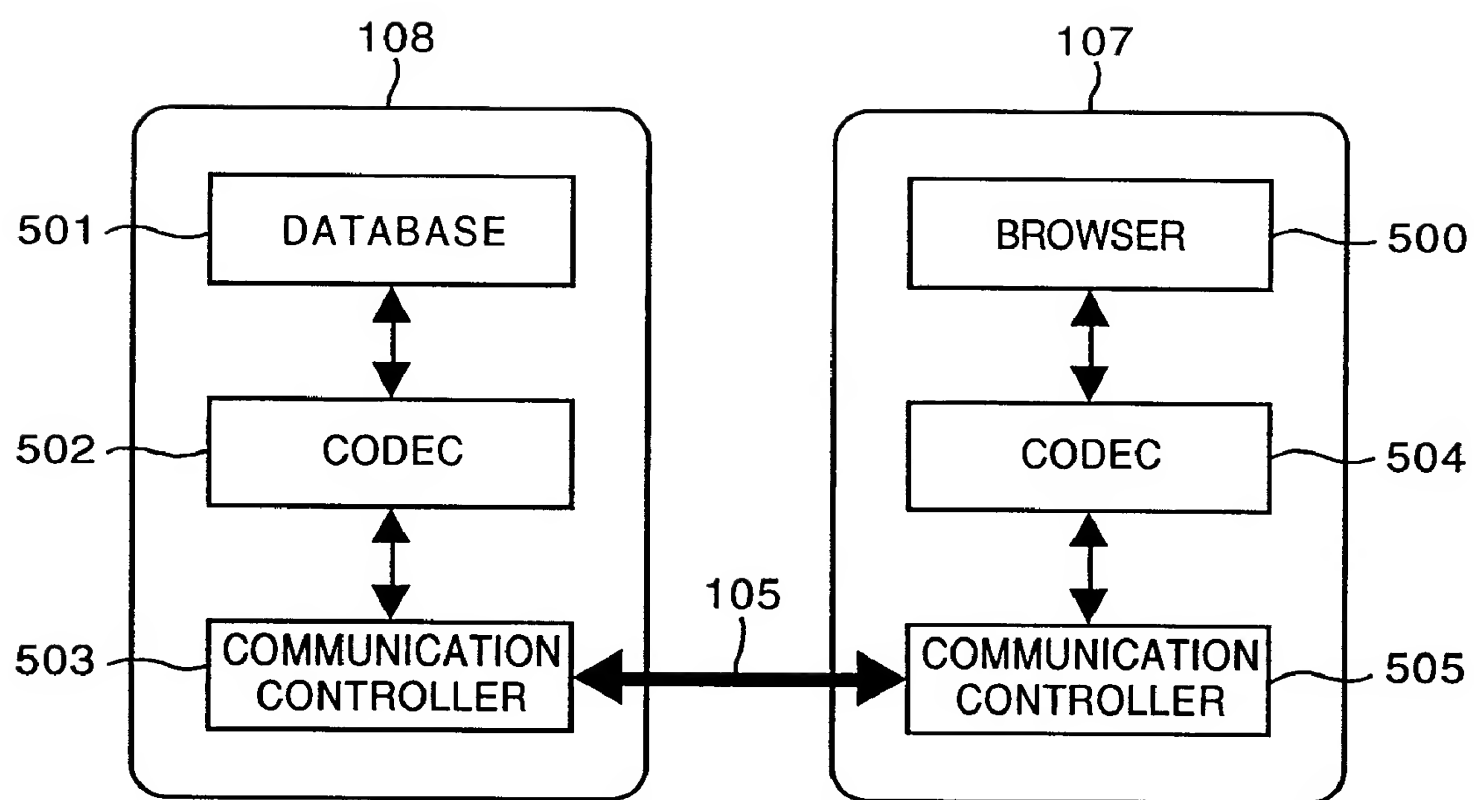 108
107
501
DATABASE
BROWSER
500
502
CODEC
CODEC
504
105
503
COMMUNICATION
CONTROLLER
COMMUNICATION
CONTROLLER
505